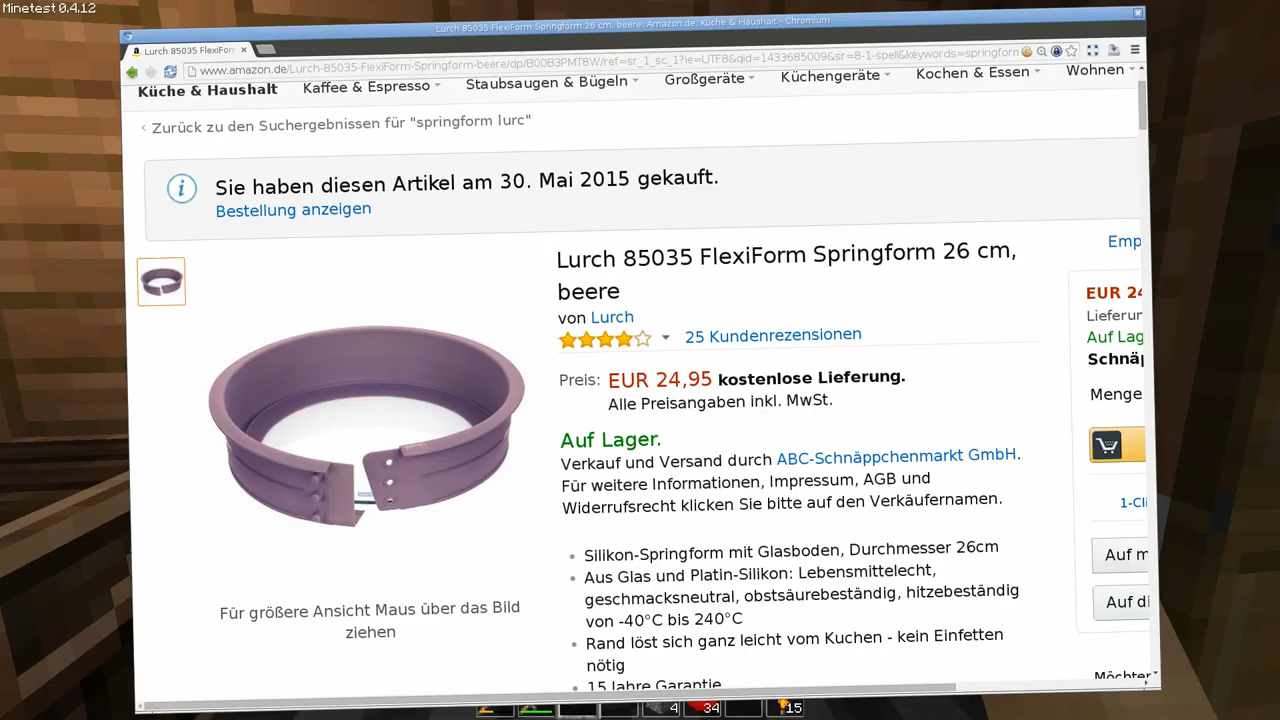 Minetest 0.4.12
Lurch 85035 FlexiForm Springform 26 cm, beere: Amazon.de: Küche & Haushalt - Chromium
Lurch 85035 FlexiForm
www.amazon.de/Lurch-85035-FlexiForm-Springform-beere/dp/B00B3PMT8W/ref=sr_1_sc_1?ie=UTF8&qid=1433685009&sr=8-1-spell&keywords=springform
Küche & Haushalt Kaffee & Espresso Staubsaugen & Bügeln Großgeräte Küchengeräte Kochen & Essen Wohnen
‹ Zurück zu den Suchergebnissen für "springform lurc"
Sie haben diesen Artikel am 30. Mai 2015 gekauft.
Bestellung anzeigen
Lurch 85035 FlexiForm Springform 26 cm,
beere
von Lurch
25 Kundenrezensionen
Preis: EUR 24,95 kostenlose Lieferung.
Alle Preisangaben inkl. MwSt.
Auf Lager.
Verkauf und Versand durch ABC-Schnäppchenmarkt GmbH.
Für weitere Informationen, Impressum, AGB und
Widerrufsrecht klicken Sie bitte auf den Verkäufernamen.
• Silikon-Springform mit Glasboden, Durchmesser 26cm
• Aus Glas und Platin-Silikon: Lebensmittelecht,
geschmacksneutral, obstsäurebeständig, hitzebeständig
von -40°C bis 240°C
• Rand löst sich ganz leicht vom Kuchen - kein Einfetten
nötig
• 15 Jahre Garantie
Für größere Ansicht Maus über das Bild
ziehen
Emp
EUR 24
Lieferur
Auf Lag
Schnäp
Menge
1-Cli
Auf m
Auf di
Möchter
4 34 15